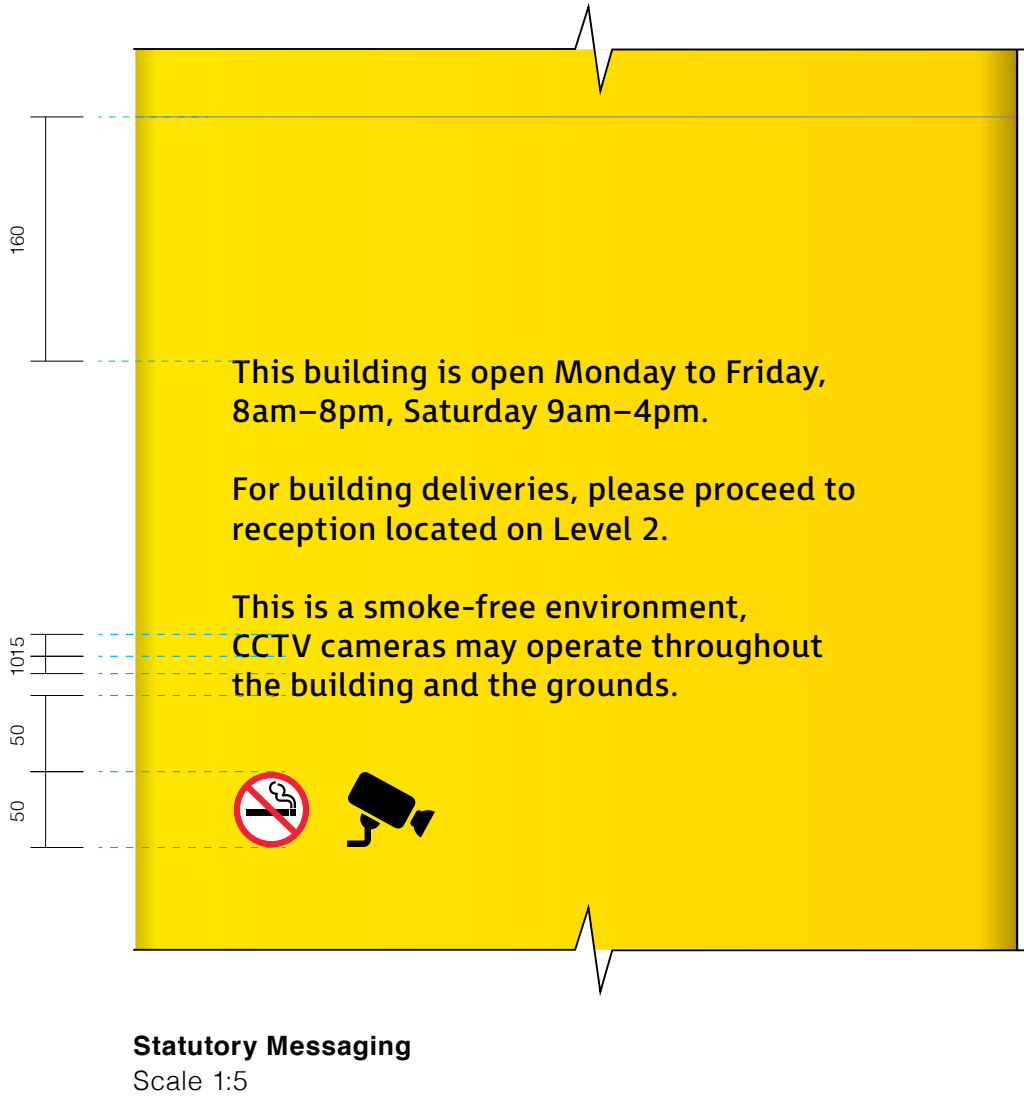 160
This building is open Monday to Friday,
8am–8pm, Saturday 9am–4pm.
For building deliveries, please proceed to
reception located on Level 2.
This is a smoke-free environment,
CCTV cameras may operate throughout
the building and the grounds.
15
10
50
50
Statutory Messaging
Scale 1:5